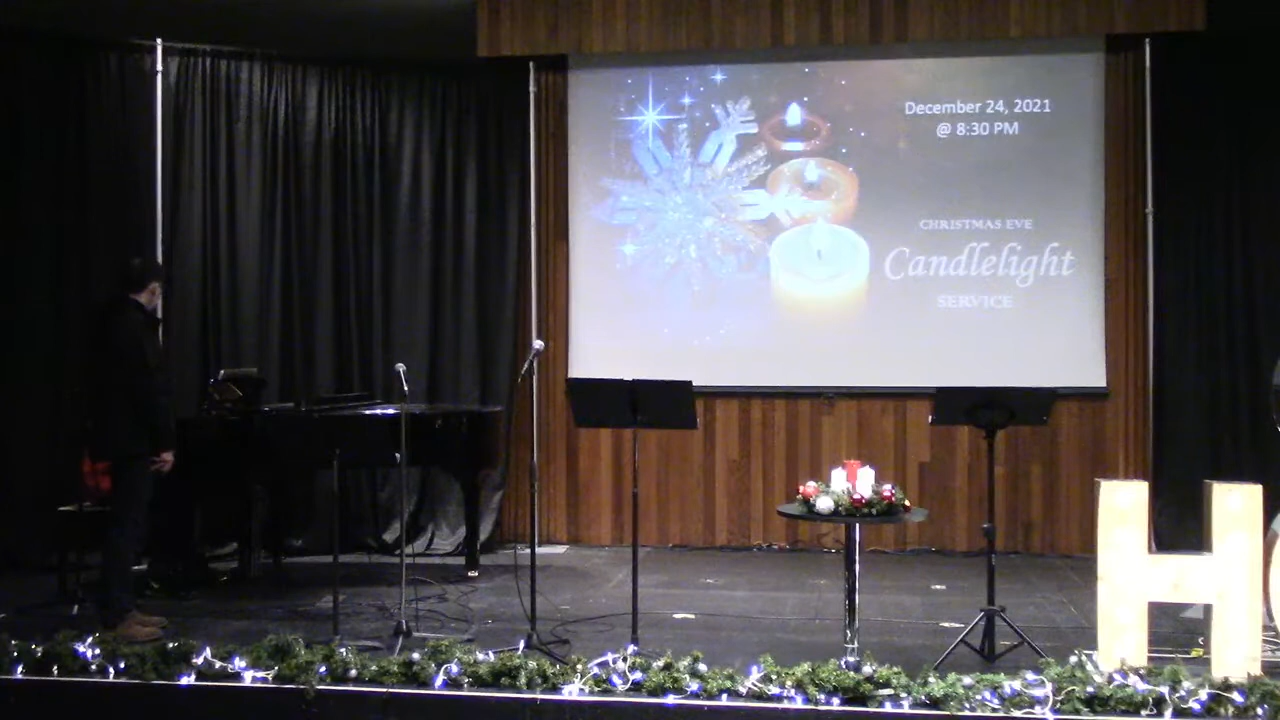 December 24, 2021
@ 8:30 PM
CHRISTMAS EVE
Candlelight
SERVICE
H